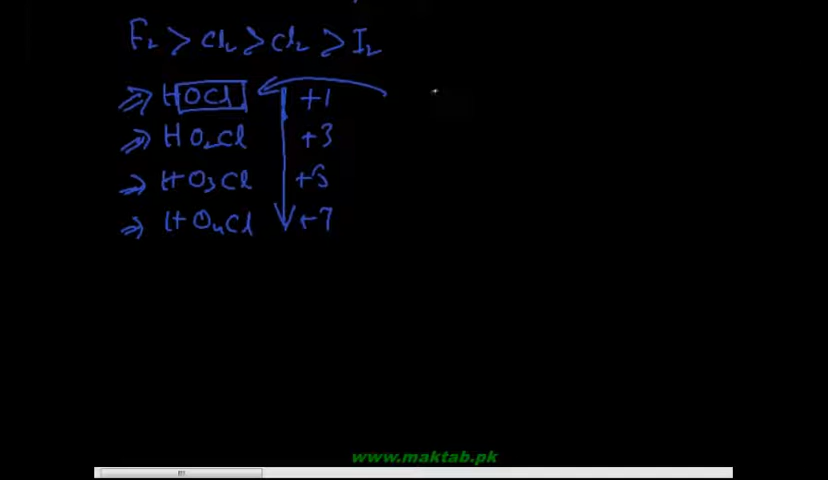 F₂ > Cl₂ > Cl₂ > I₂
⇒ HOCl +1
⇒ HO₂Cl +3
⇒ HO₃Cl +5
⇒ HO₄Cl +7
www.maktab.pk